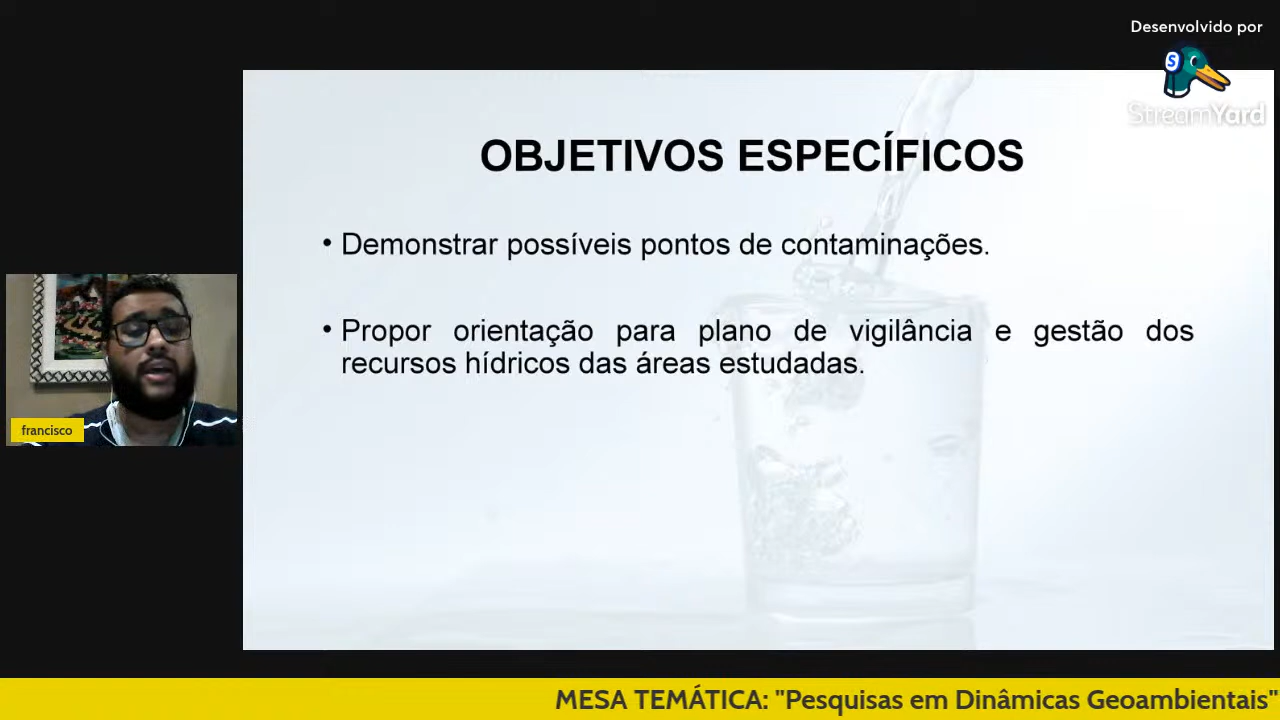 Desenvolvido por
S
StreamYard
OBJETIVOS ESPECÍFICOS
• Demonstrar possíveis pontos de contaminações.
• Propor orientação para plano de vigilância e gestão dos
recursos hídricos das áreas estudadas.
francisco
MESA TEMÁTICA: "Pesquisas em Dinâmicas Geoambientais"